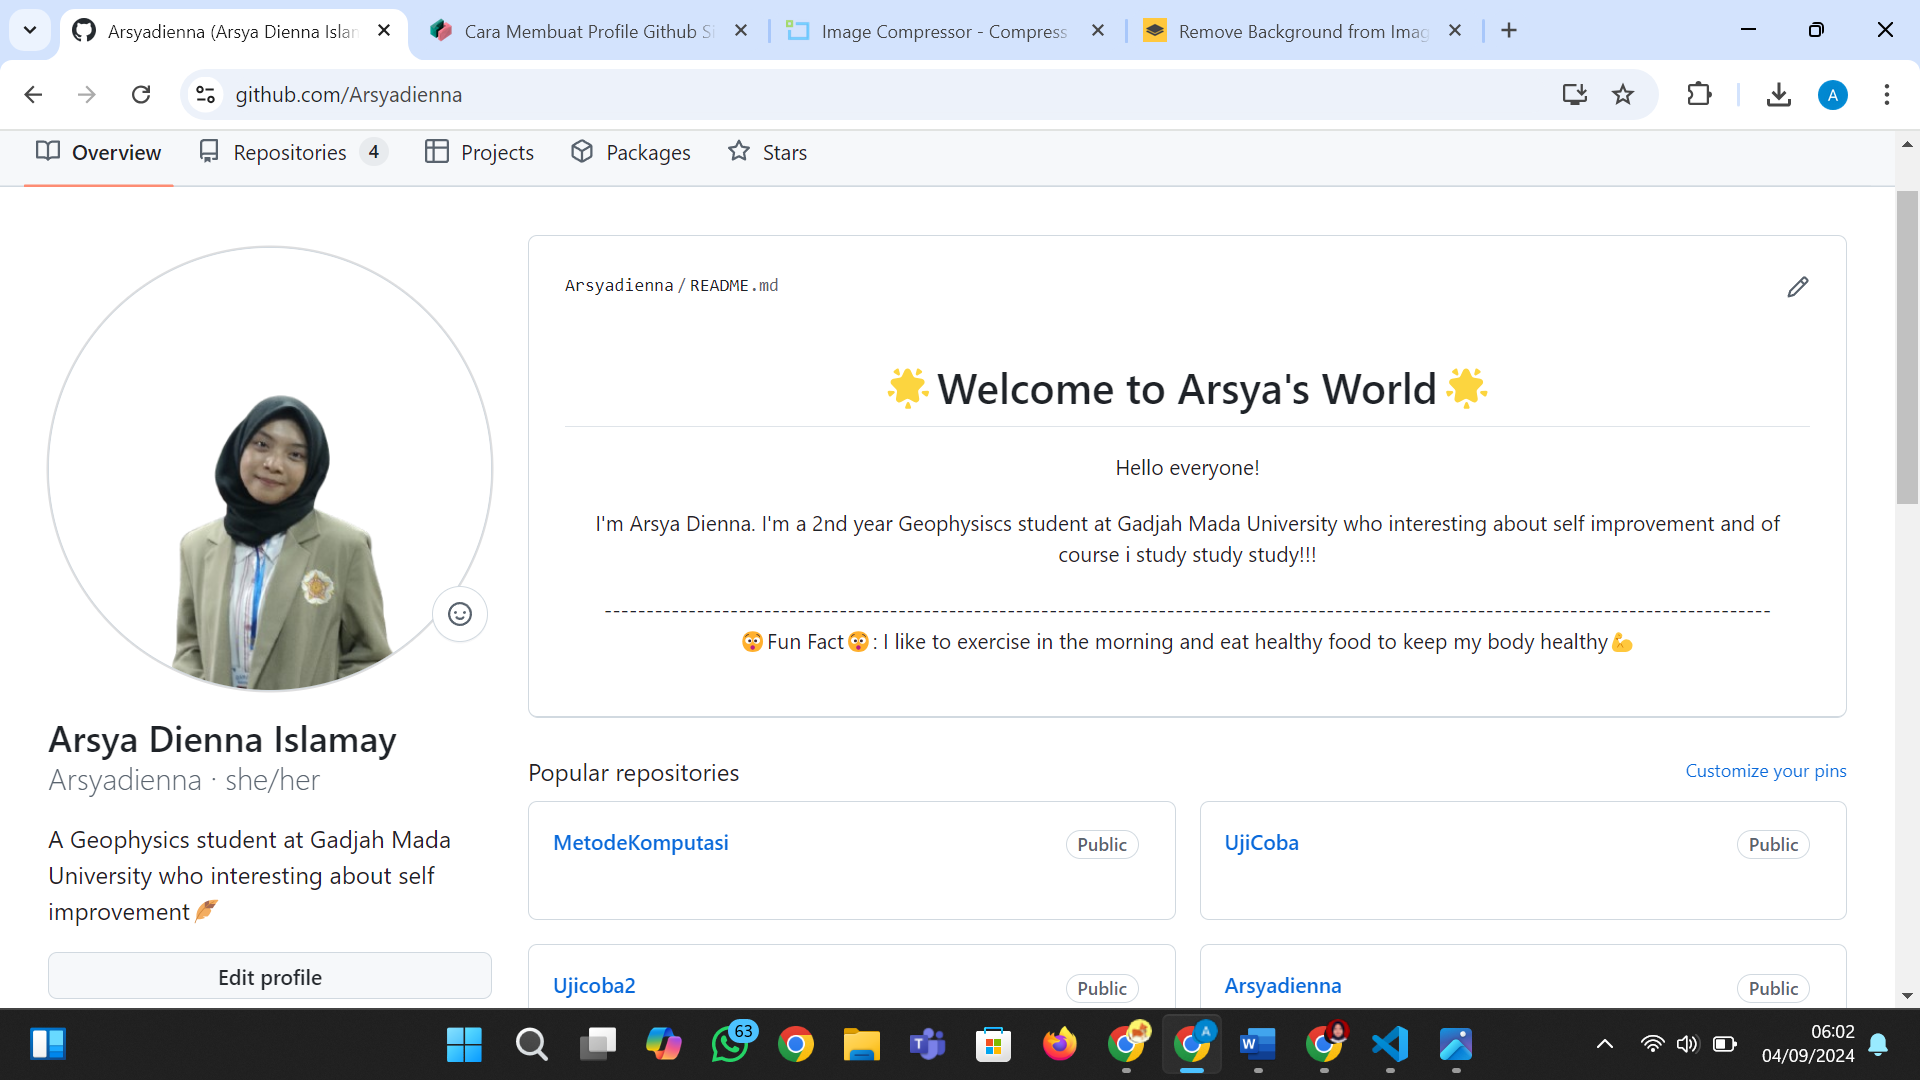 Arsyadienna (Arsya Dienna Islar
Cara Membuat Profile Github Si
Image Compressor - Compress
Remove Background from Imag
github.com/Arsyadienna
A
Overview
Repositories 4
Projects
Packages
Stars
Arsyadienna / README.md
🌟Welcome to Arsya's World🌟
Hello everyone!
I'm Arsya Dienna. I'm a 2nd year Geophysiscs student at Gadjah Mada University who interesting about self improvement and of
course i study study study!!!
--------------------------------------------------------------------------------------------------------------------------------------------
😲Fun Fact😲: I like to exercise in the morning and eat healthy food to keep my body healthy💪
Arsya Dienna Islamay
Arsyadienna · she/her
A Geophysics student at Gadjah Mada
University who interesting about self
improvement🍂
Edit profile
Popular repositories
Customize your pins
MetodeKomputasi Public
UjiCoba Public
Ujicoba2 Public
Arsyadienna Public
63
A
06:02
04/09/2024